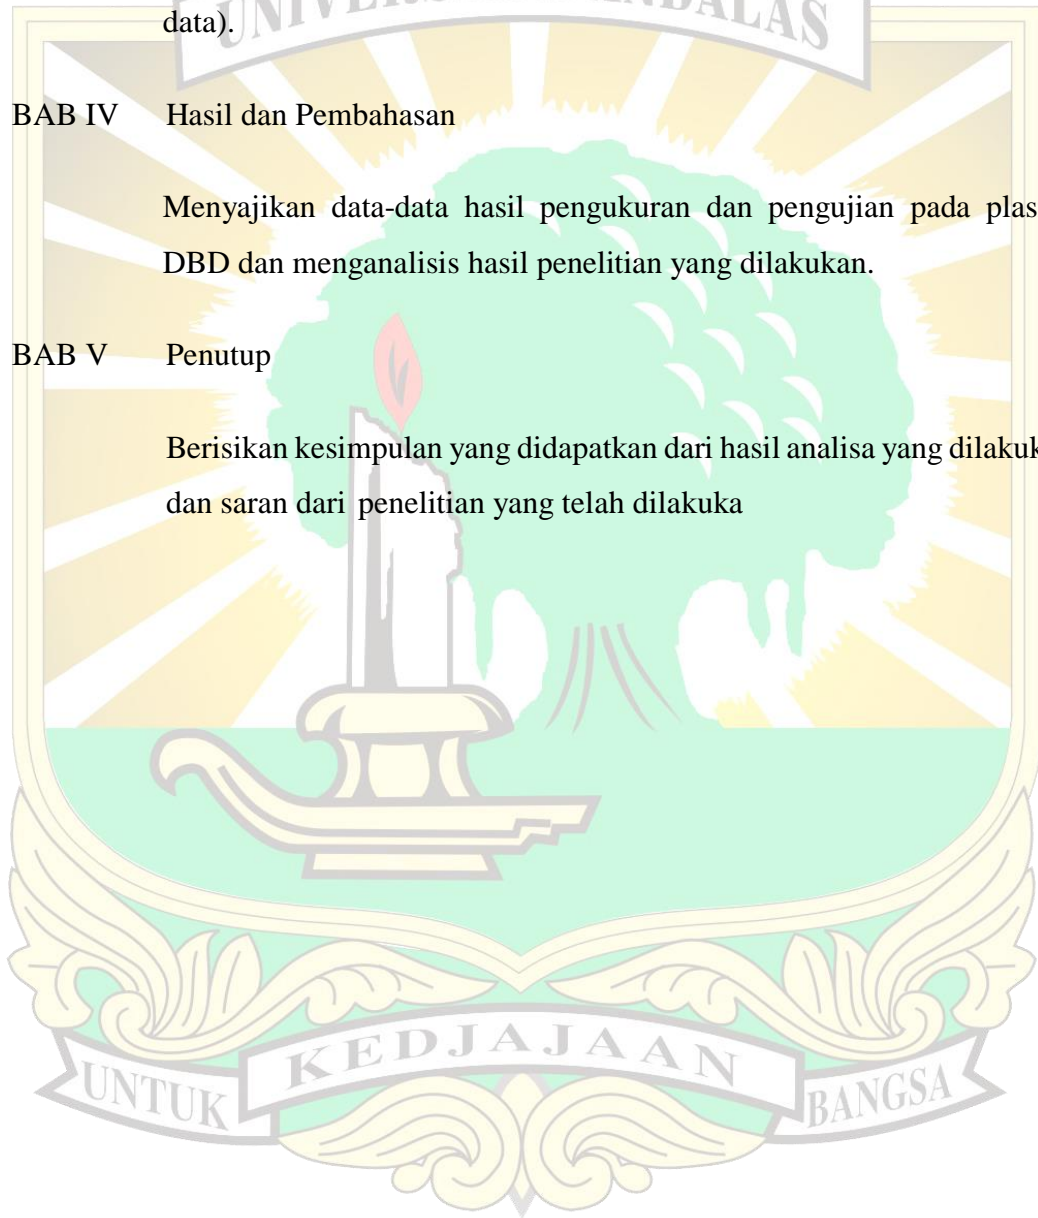 data).
BAB IV Hasil dan Pembahasan
Menyajikan data-data hasil pengukuran dan pengujian pada plas
DBD dan menganalisis hasil penelitian yang dilakukan.
BAB V Penutup
Berisikan kesimpulan yang didapatkan dari hasil analisa yang dilakuk
dan saran dari penelitian yang telah dilakuka
UNTUK KEDJAJAAN BANGSA